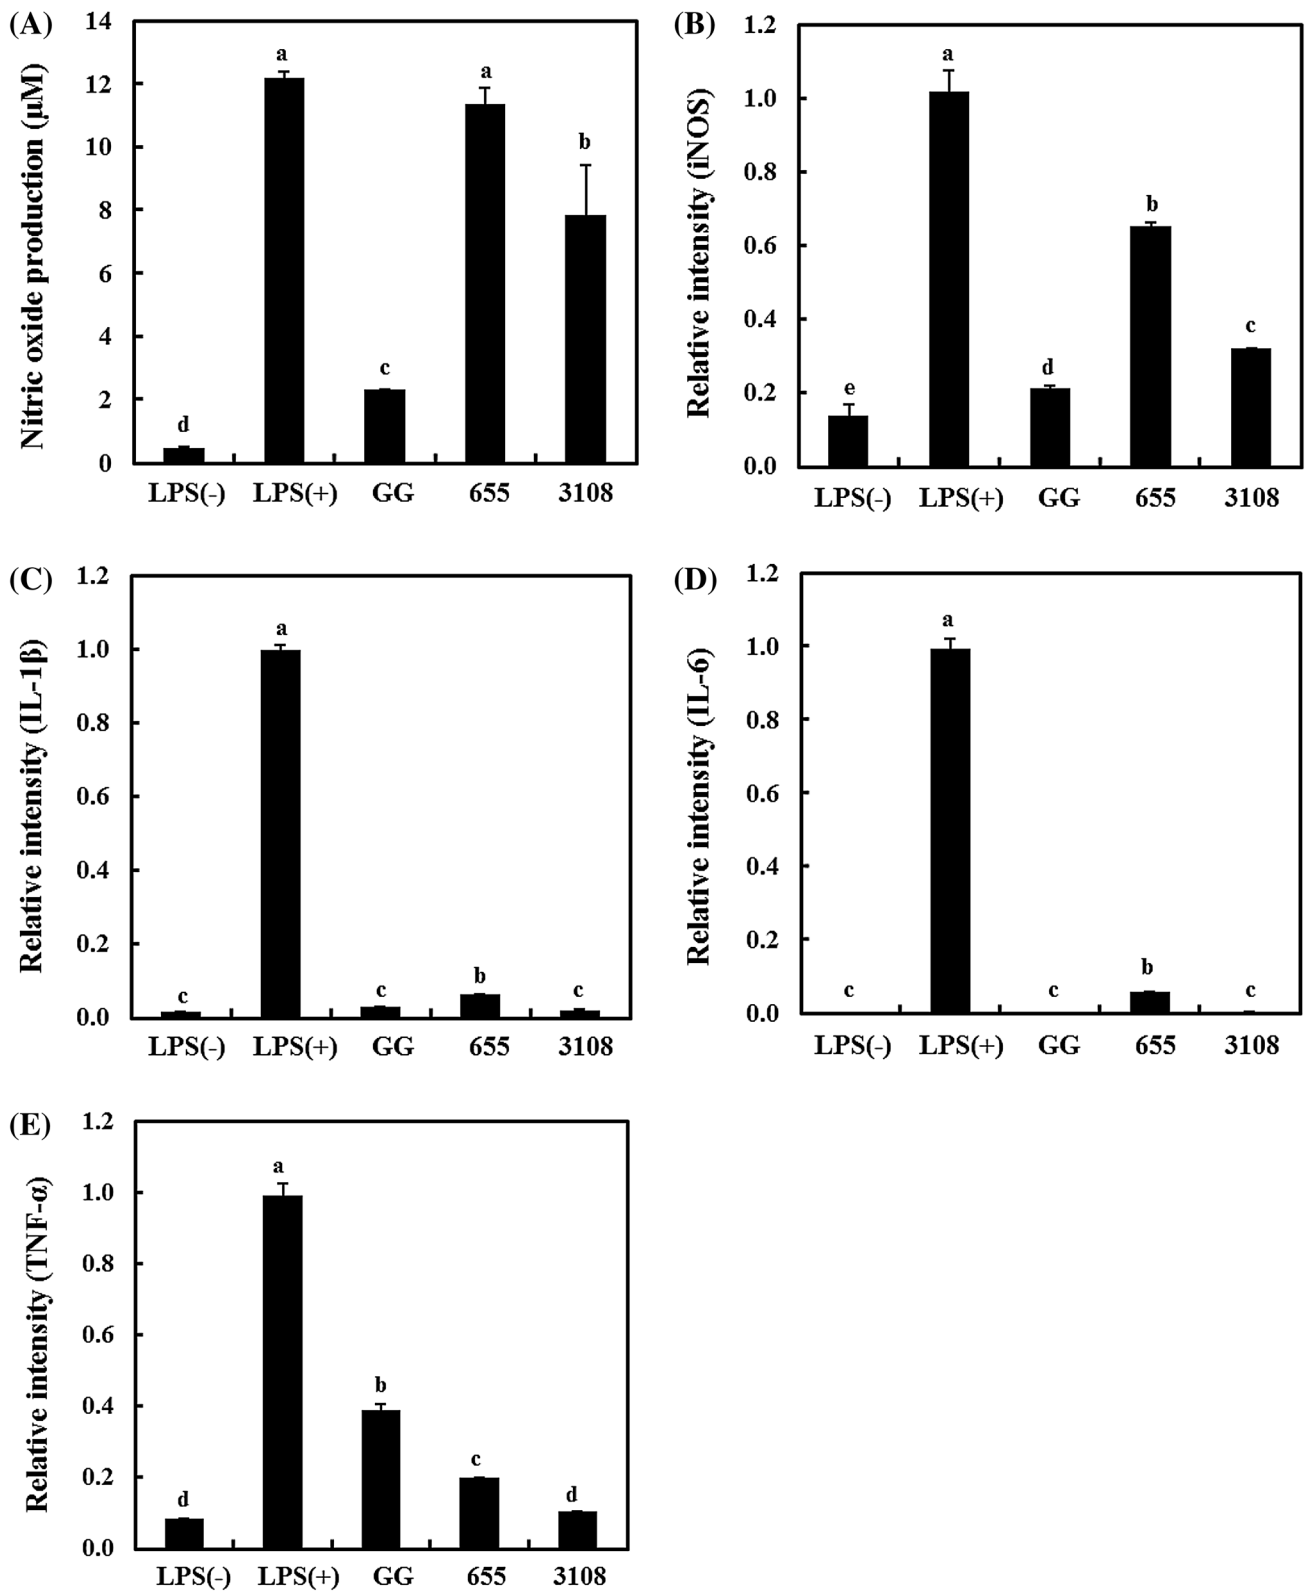 (A)
Nitric oxide production (μM)
14
12
10
8
6
4
2
0
a
a
b
c
d
LPS(-) LPS(+) GG 655 3108
(B)
Relative intensity (iNOS)
1.2
1.0
0.8
0.6
0.4
0.2
0.0
a
b
c
d
e
LPS(-) LPS(+) GG 655 3108
(C)
Relative intensity (IL-1β)
1.2
1.0
0.8
0.6
0.4
0.2
0.0
a
b
c
c
c
LPS(-) LPS(+) GG 655 3108
(D)
Relative intensity (IL-6)
1.2
1.0
0.8
0.6
0.4
0.2
0.0
a
b
c
c
c
LPS(-) LPS(+) GG 655 3108
(E)
Relative intensity (TNF-α)
1.2
1.0
0.8
0.6
0.4
0.2
0.0
a
b
c
d
d
LPS(-) LPS(+) GG 655 3108